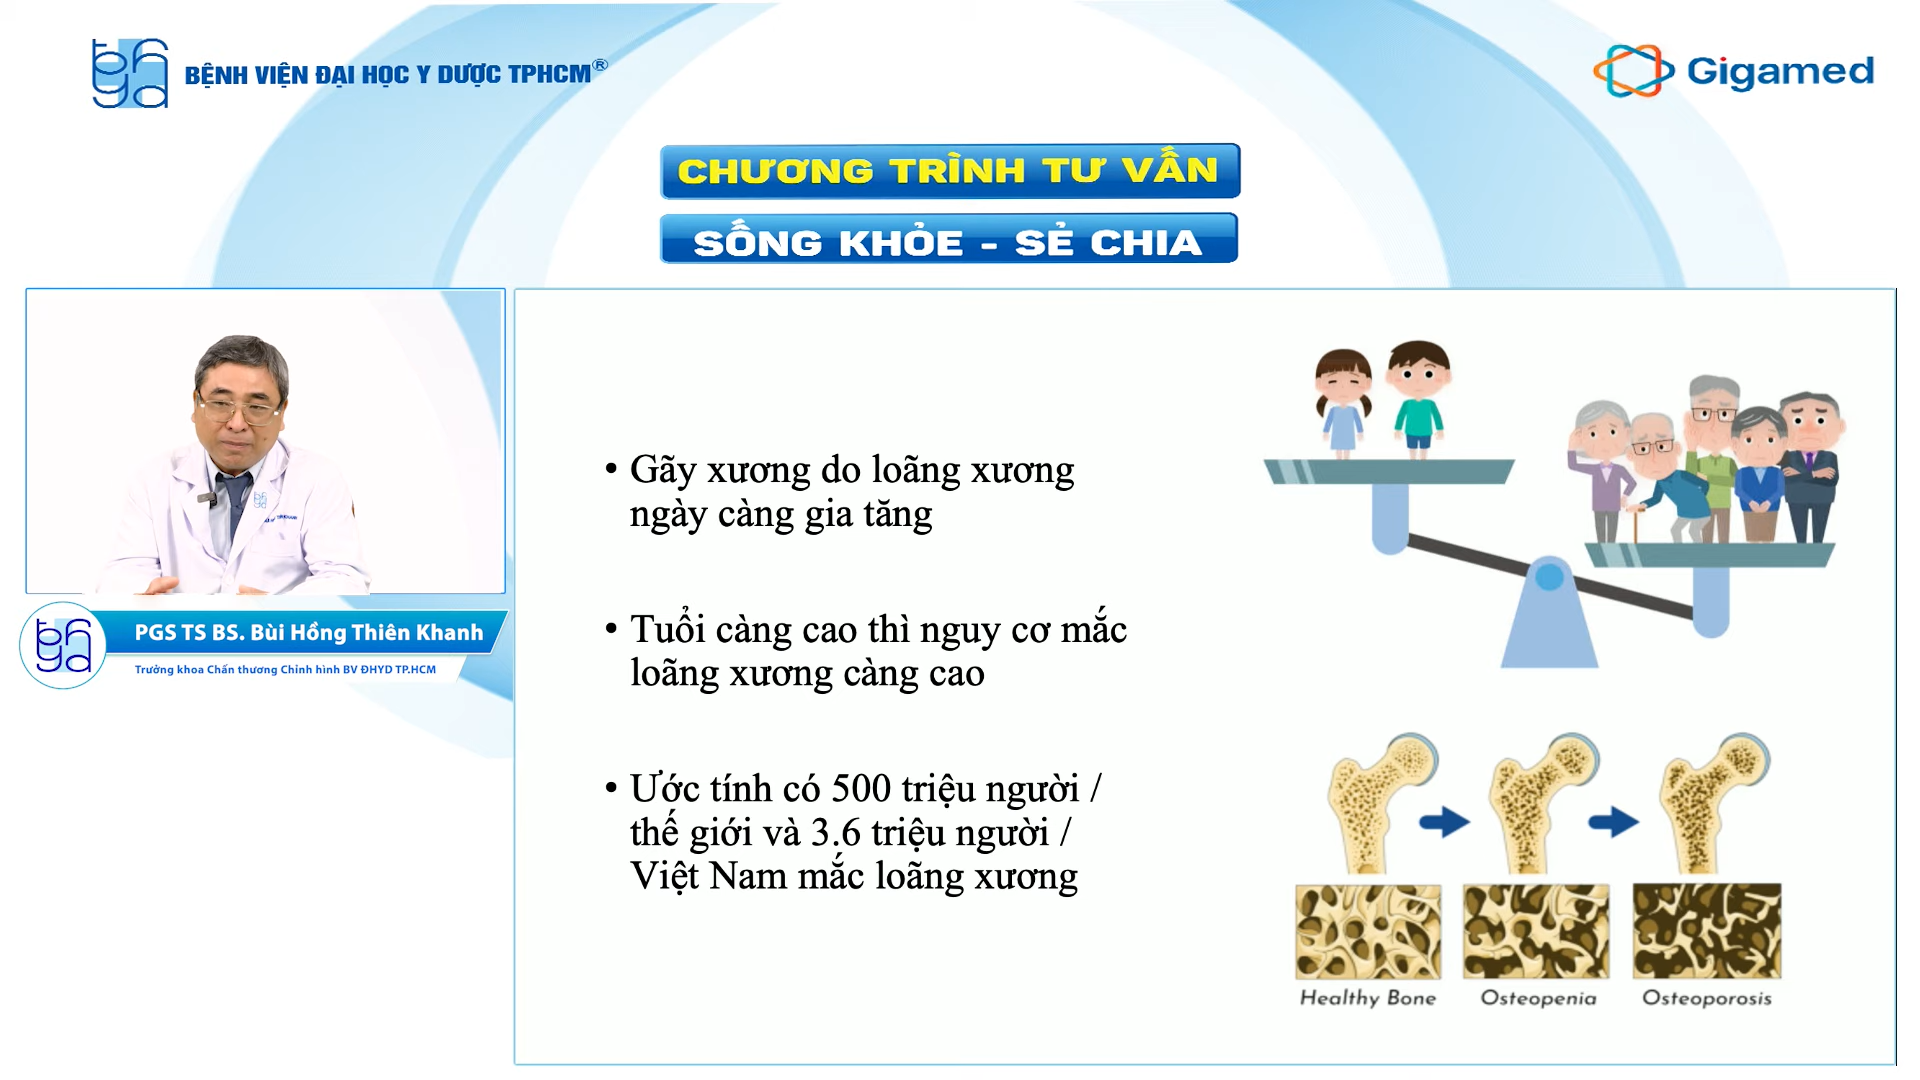 BỆNH VIỆN ĐẠI HỌC Y DƯỢC TPHCM®
Gigamed
CHƯƠNG TRÌNH TƯ VẤN
SỐNG KHỎE - SẺ CHIA
PGS TS BS. Bùi Hồng Thiên Khanh
Trưởng khoa Chấn thương Chỉnh hình BV ĐHYD TP.HCM
• Gãy xương do loãng xương
ngày càng gia tăng
• Tuổi càng cao thì nguy cơ mắc
loãng xương càng cao
• Ước tính có 500 triệu người /
thế giới và 3.6 triệu người /
Việt Nam mắc loãng xương
Healthy Bone
Osteopenia
Osteoporosis